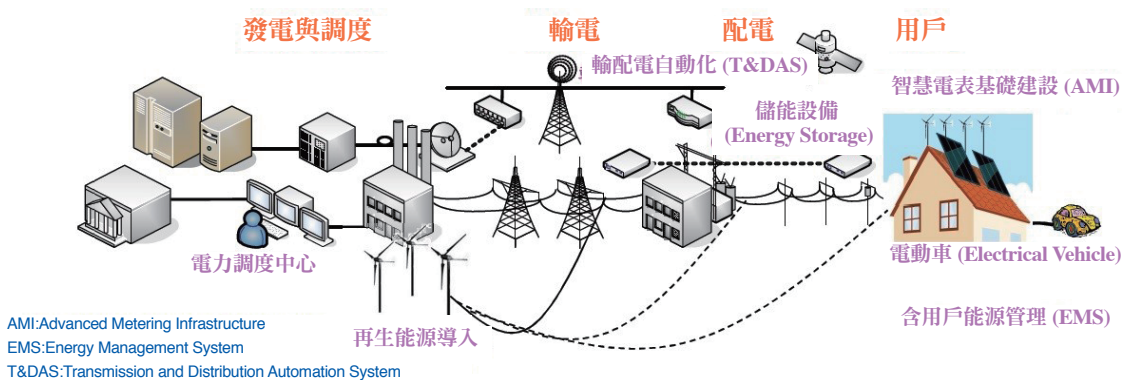 發電與調度
輸電
配電
用戶
輸配電自動化 (T&DAS)
智慧電表基礎建設 (AMI)
儲能設備
(Energy Storage)
電力調度中心
電動車 (Electrical Vehicle)
再生能源導入
含用戶能源管理 (EMS)
AMI:Advanced Metering Infrastructure
EMS:Energy Management System
T&DAS:Transmission and Distribution Automation System